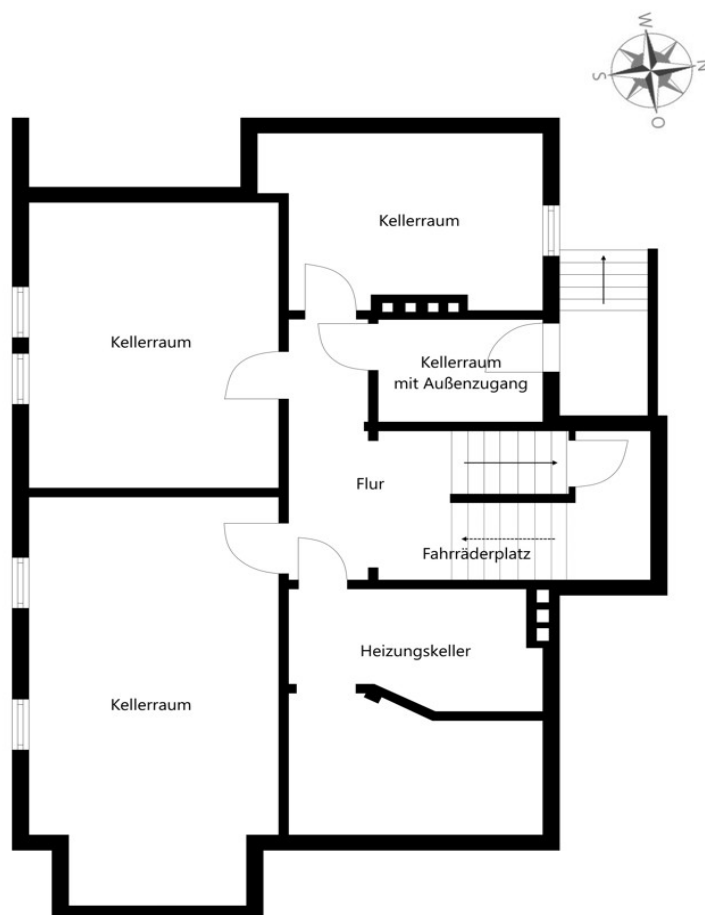 W
S
N
O
Kellerraum
Kellerraum
Kellerraum
mit Außenzugang
Flur
Fahrräderplatz
Heizungskeller
Kellerraum